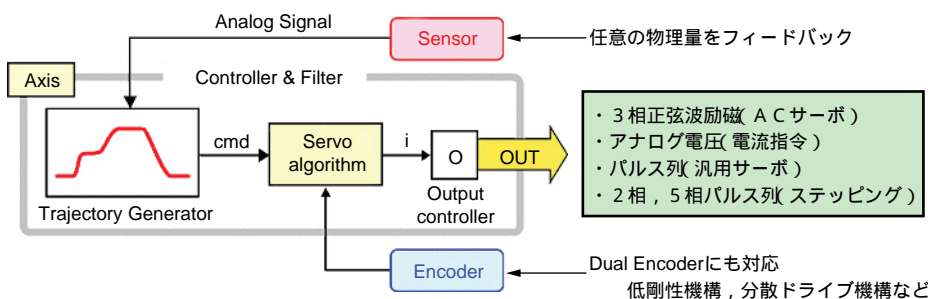 Analog Signal
Sensor
任意の物理量をフィードバック
Axis
Controller & Filter
cmd
Servo
algorithm
i
O
OUT
Trajectory Generator
Output
controller
・３相正弦波励磁(ＡＣサーボ)
・アナログ電圧(電流指令)
・パルス列(汎用サーボ)
・２相，５相パルス列(ステッピング)
Encoder
Dual Encoderにも対応
低剛性機構，分散ドライブ機構など